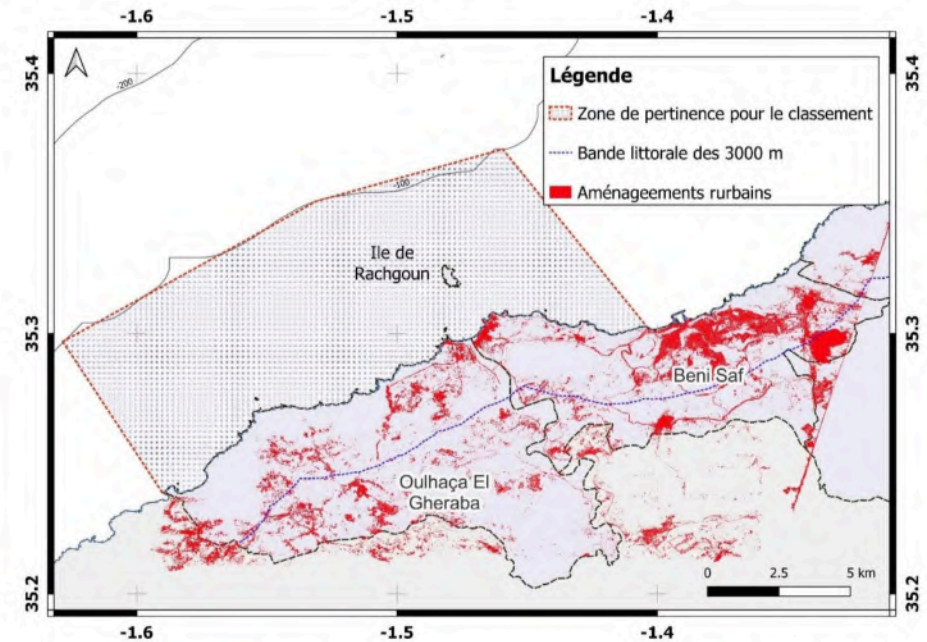 -1.6
-1.5
-1.4
35.4
35.4
-200
Légende
Zone de pertinence pour le classement
Bande littorale des 3000 m
Aménageements rurbains
-100
Ile de
Rachgoun
35.3
35.3
Beni Saf
Oulhaça El
Gheraba
0
2.5
5 km
35.2
35.2
-1.6
-1.5
-1.4